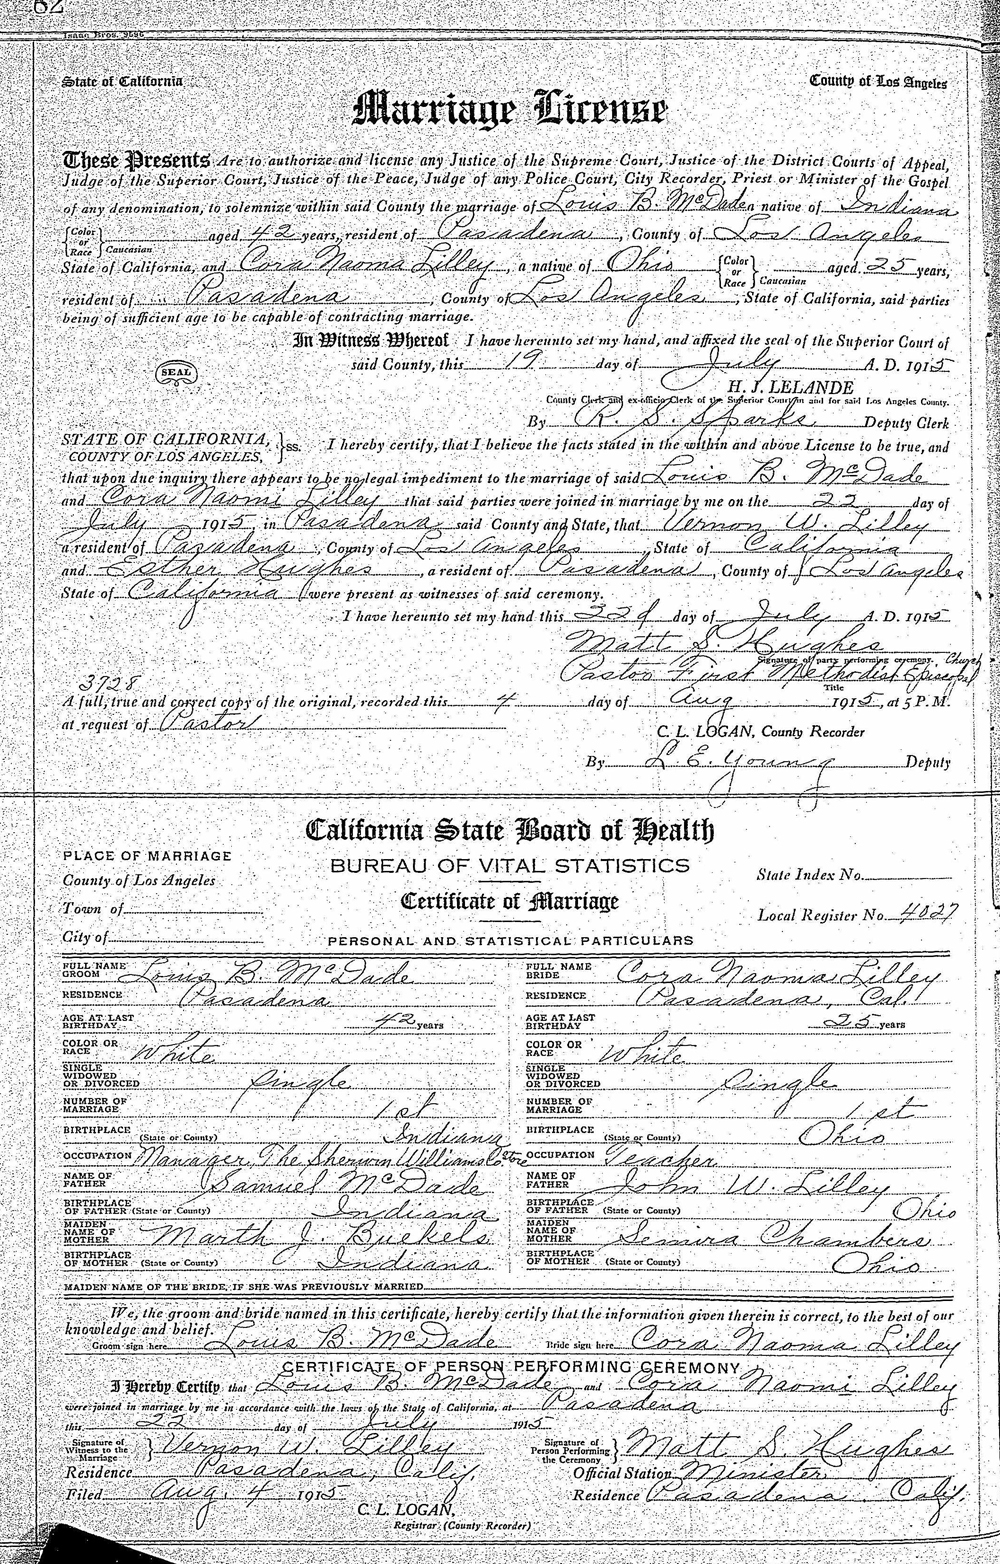 62
Isaac Bros. 9596
State of California
County of Los Angeles
Marriage License
These Presents Are to authorize and license any Justice of the Supreme Court, Justice of the District Courts of Appeal,
Judge of the Superior Court, Justice of the Peace, Judge of any Police Court, City Recorder, Priest or Minister of the Gospel
of any denomination, to solemnize within said County the marriage of Louis B. McDade a native of Indiana
Color or Race Caucasian aged 42 years, resident of Pasadena, County of Los Angeles
State of California, and Cora Naoma Lilley, a native of Ohio Color or Race Caucasian aged 25 years,
resident of Pasadena, County of Los Angeles, State of California, said parties
being of sufficient age to be capable of contracting marriage.
In Witness Whereof I have hereunto set my hand, and affixed the seal of the Superior Court of
SEAL
said County, this 19 day of July A. D. 1915
H. J. LELANDE
County Clerk and ex-officio Clerk of the Superior Court in and for said Los Angeles County.
By R. S. Sparks Deputy Clerk
STATE OF CALIFORNIA, COUNTY OF LOS ANGELES, } ss. I hereby certify, that I believe the facts stated in the within and above License to be true, and
that upon due inquiry there appears to be no legal impediment to the marriage of said Louis B. McDade
and Cora Naomi Lilley that said parties were joined in marriage by me on the 22 day of
July 1915, in Pasadena said County and State, that Vernon W. Lilley
a resident of Pasadena, County of Los Angeles, State of California
and Esther Hughes, a resident of Pasadena, County of Los Angeles
State of California were present as witnesses of said ceremony.
I have hereunto set my hand this 22d day of July A. D. 1915
Matt S. Hughes
Signature of party performing ceremony.
Pastor First Methodist Episcopal Church
Title
3728
A full, true and correct copy of the original, recorded this 4 day of Aug 1915, at 5 P.M.
at request of Pastor
C. L. LOGAN, County Recorder
By L. E. Young Deputy
California State Board of Health
BUREAU OF VITAL STATISTICS
Certificate of Marriage
PLACE OF MARRIAGE
County of Los Angeles
Town of
City of
State Index No.
Local Register No. 4027
PERSONAL AND STATISTICAL PARTICULARS
FULL NAME GROOM Louis B. McDade
FULL NAME BRIDE Cora Naoma Lilley
RESIDENCE Pasadena
RESIDENCE Pasadena, Cal.
AGE AT LAST BIRTHDAY 42 years
AGE AT LAST BIRTHDAY 25 years
COLOR OR RACE White
COLOR OR RACE White
SINGLE WIDOWED OR DIVORCED Single
SINGLE WIDOWED OR DIVORCED Single
NUMBER OF MARRIAGE 1st
NUMBER OF MARRIAGE 1st
BIRTHPLACE (State or County) Indiana
BIRTHPLACE (State or County) Ohio
OCCUPATION Manager The Sherwin Williams Co. Store
OCCUPATION Teacher
NAME OF FATHER Samuel McDade
NAME OF FATHER John W. Lilley
BIRTHPLACE OF FATHER (State or County) Indiana
BIRTHPLACE OF FATHER (State or County) Ohio
MAIDEN NAME OF MOTHER Marth J. Buckels
MAIDEN NAME OF MOTHER Semira Chambers
BIRTHPLACE OF MOTHER (State or County) Indiana
BIRTHPLACE OF MOTHER (State or County) Ohio
MAIDEN NAME OF THE BRIDE, IF SHE WAS PREVIOUSLY MARRIED
We, the groom and bride named in this certificate, hereby certify that the information given therein is correct, to the best of our
knowledge and belief.
Groom sign here Louis B. McDade Bride sign here Cora Naoma Lilley
CERTIFICATE OF PERSON PERFORMING CEREMONY
I Hereby Certify that Louis B. McDade and Cora Naomi Lilley
were joined in marriage by me in accordance with the laws of the State of California, at Pasadena
this 22 day of July 1915
Signature of Witness to the Marriage } Vernon W. Lilley
Signature of Person Performing the Ceremony } Matt S. Hughes
Residence Pasadena, Calif.
Official Station Minister
Filed Aug. 4 1915
Residence Pasadena. Calif.
C. L. LOGAN,
Registrar (County Recorder)